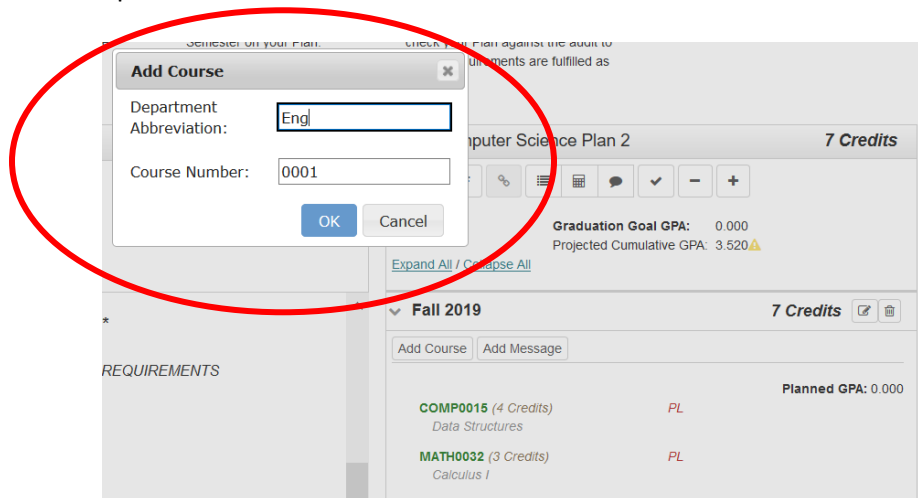 Semester on your Plan.
check your Plan against the audit to
uirements are fulfilled as
Add Course
Department
Abbreviation:
Eng
Course Number:
0001
OK Cancel
nputer Science Plan 2 7 Credits
Graduation Goal GPA: 0.000
Projected Cumulative GPA: 3.520
Expand All / Collapse All
*
REQUIREMENTS
Fall 2019 7 Credits
Add Course Add Message
Planned GPA: 0.000
COMP0015 (4 Credits) PL
Data Structures
MATH0032 (3 Credits) PL
Calculus I